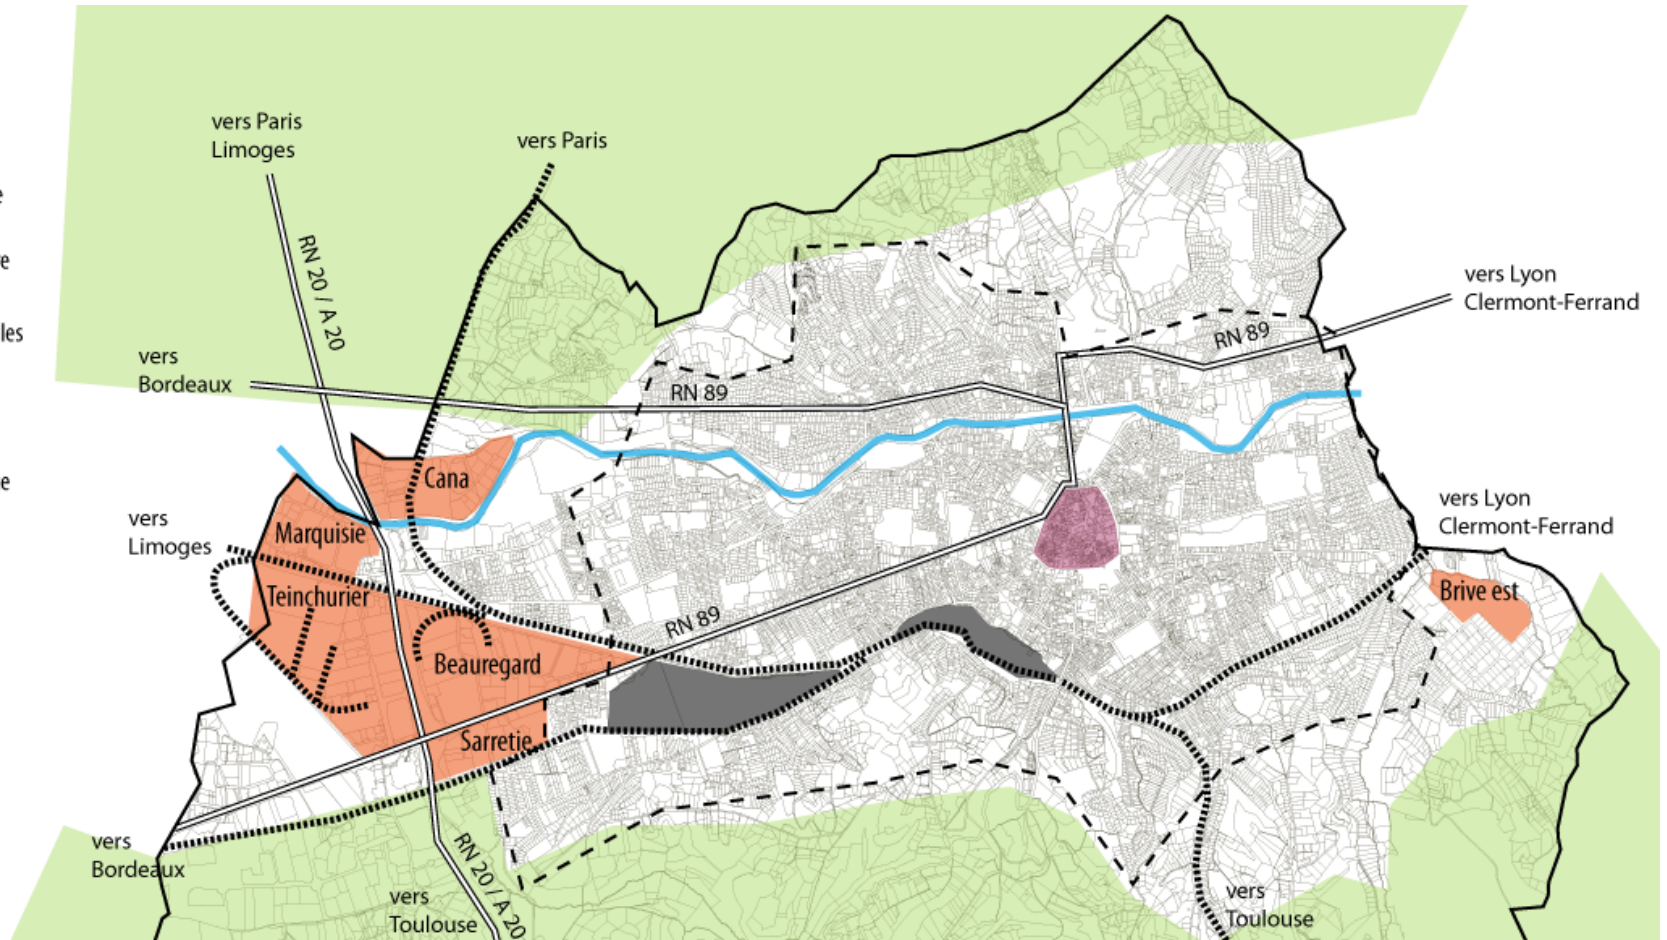 vers Paris
Limoges
vers Paris
RN 20 / A 20
vers Lyon
Clermont-Ferrand
RN 89
vers
Bordeaux
RN 89
les
Cana
vers Lyon
Clermont-Ferrand
vers
Limoges
Marquisie
Teinchurier
Brive est
RN 89
Beauregard
Sarretie
vers
Bordeaux
RN 20 / A 20
vers
Toulouse
vers
Toulouse